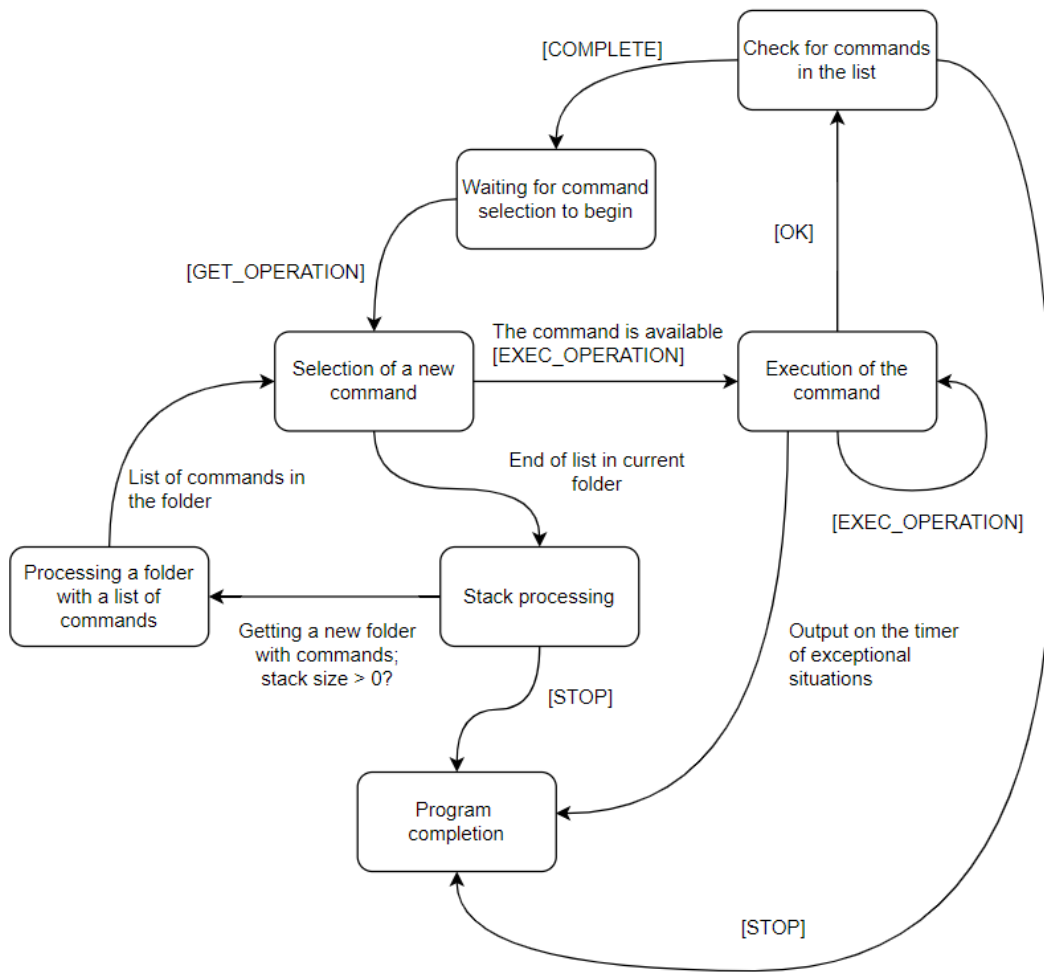 [COMPLETE]
Check for commands
in the list
Waiting for command
selection to begin
[OK]
[GET_OPERATION]
The command is available
[EXEC_OPERATION]
Selection of a new
command
Execution of the
command
List of commands in
the folder
End of list in current
folder
[EXEC_OPERATION]
Processing a folder
with a list of
commands
Stack processing
Getting a new folder
with commands;
stack size > 0?
Output on the timer
of exceptional
situations
[STOP]
Program
completion
[STOP]